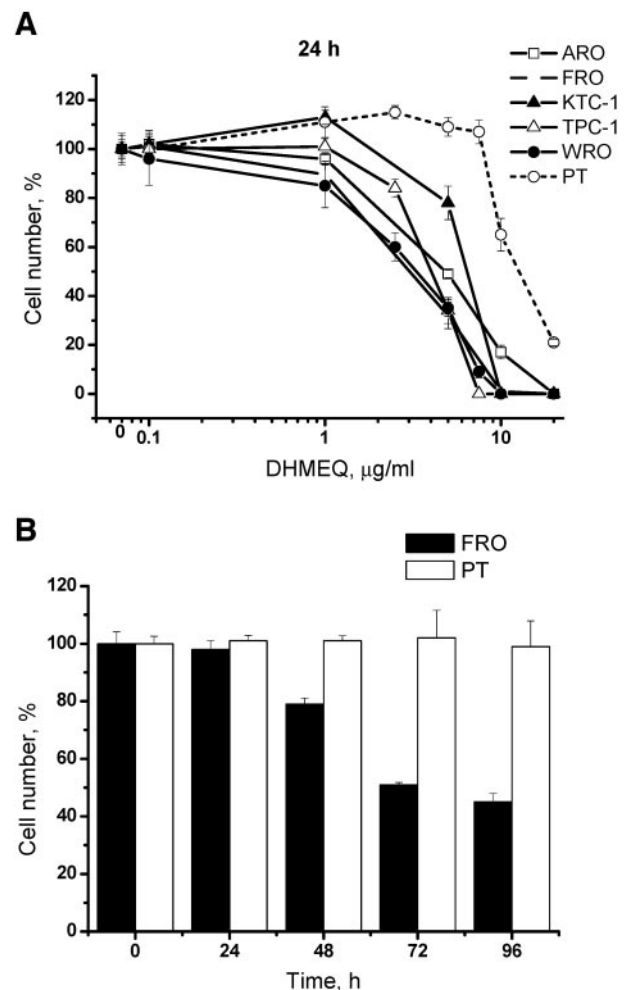 A
24 h
ARO
FRO
KTC-1
TPC-1
WRO
PT
Cell number, %
120
100
80
60
40
20
0
0 0.1 1 10
DHMEQ, μg/ml
B
FRO
PT
Cell number, %
120
100
80
60
40
20
0
0 24 48 72 96
Time, h